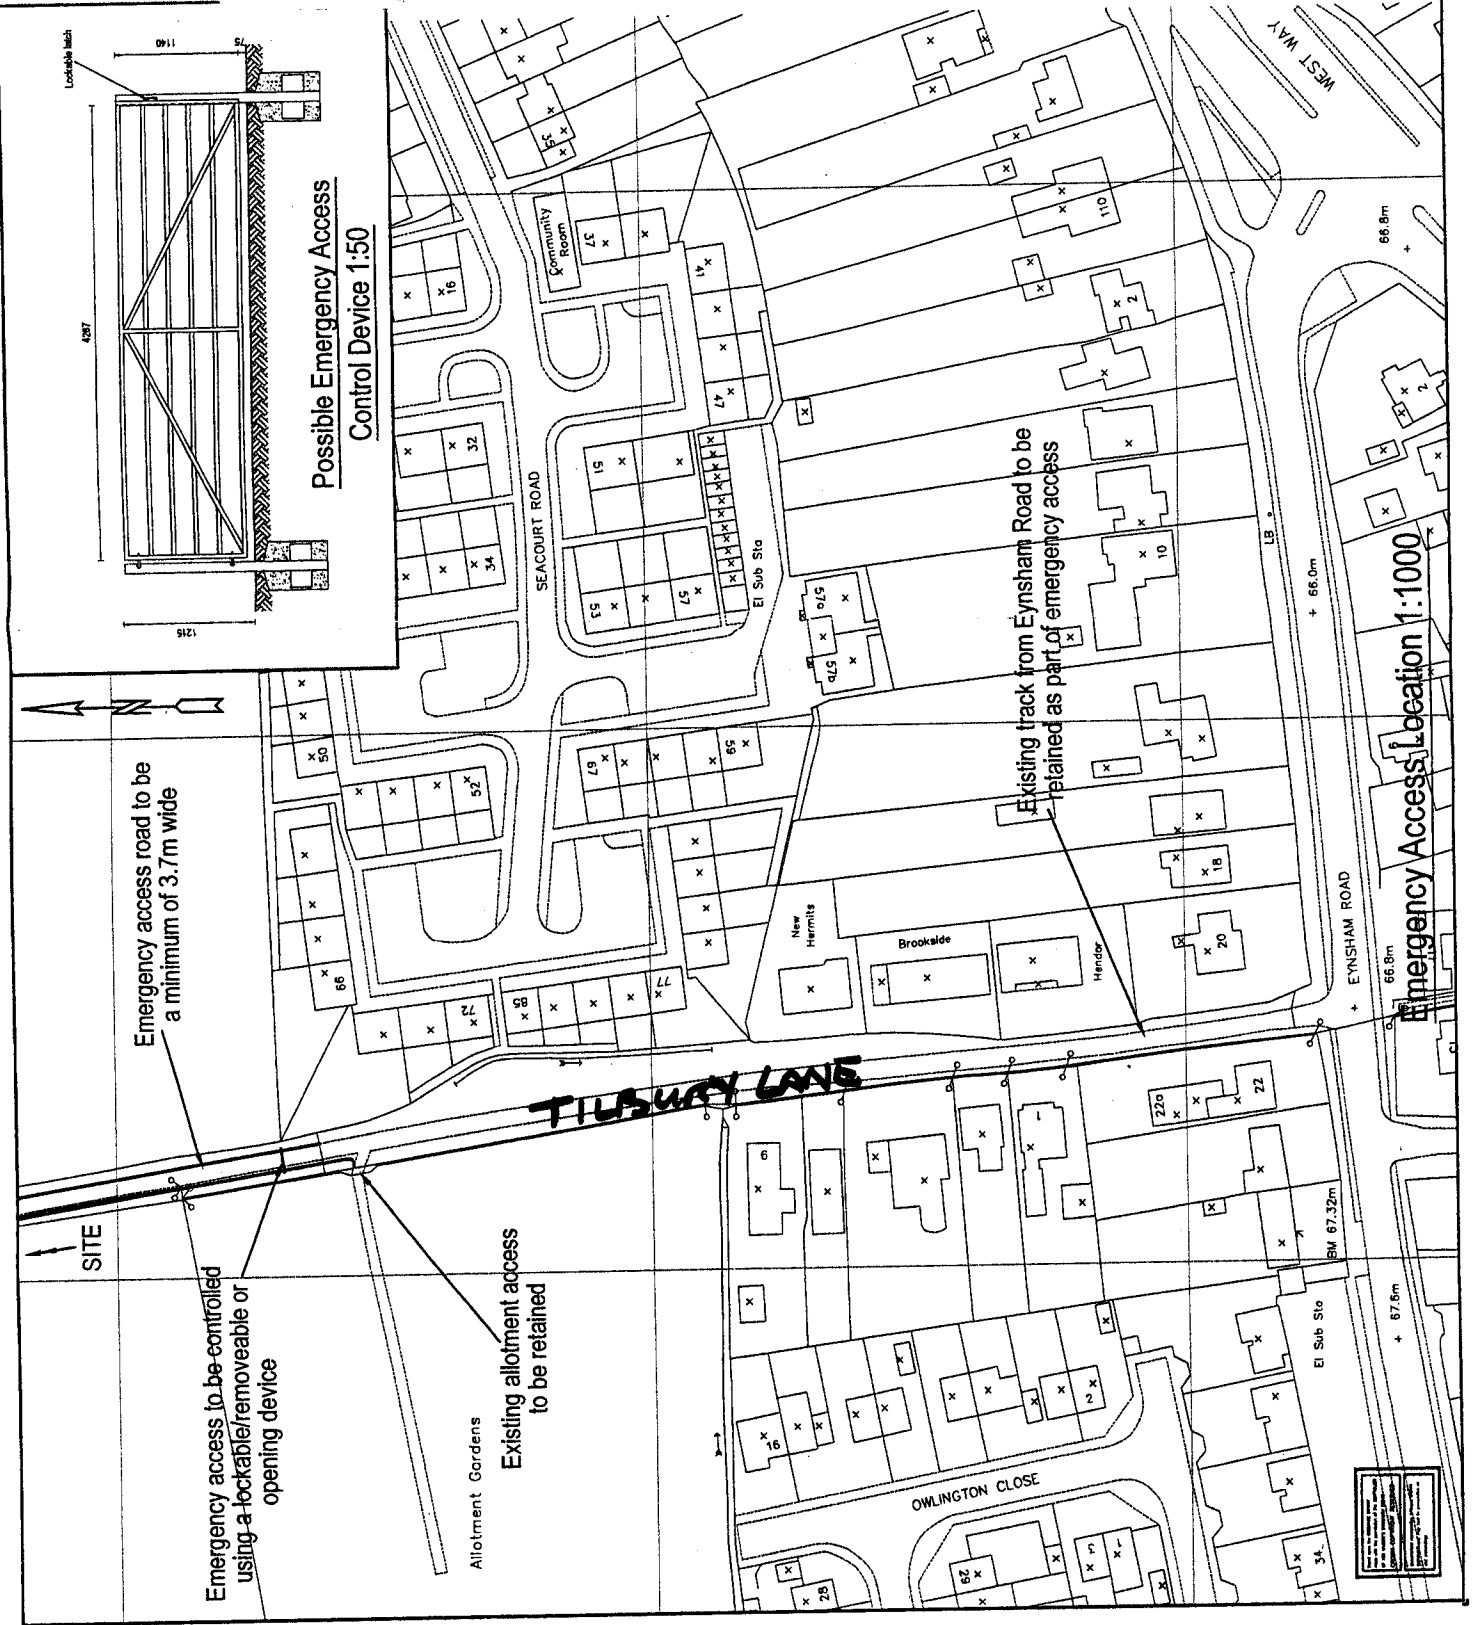 Lockable latch
1140
75
4267
1215
Possible Emergency Access
Control Device 1:50
Emergency access road to be
a minimum of 3.7m wide
SITE
Emergency access to be controlled
using a lockable/removeable or
opening device
Existing allotment access
to be retained
Allotment Gardens
Existing track from Eynsham Road to be
retained as part of emergency access
TILBURY LANE
SEACOURT ROAD
Community
Room
35
37
16
41
47
32
34
51
53
57
El Sub Sta
57a
57b
50
52
67
59
66
72
85
77
New
Hermits
Brookside
Hendor
WEST WAY
110
2
10
LB
18
20
66.8m
66.0m
2
EYNSHAM ROAD
66.8m
9
1
22a
22
BM 67.32m
El Sub Sta
67.6m
16
2
OWLINGTON CLOSE
28
29
34
Emergency Access Location 1:1000